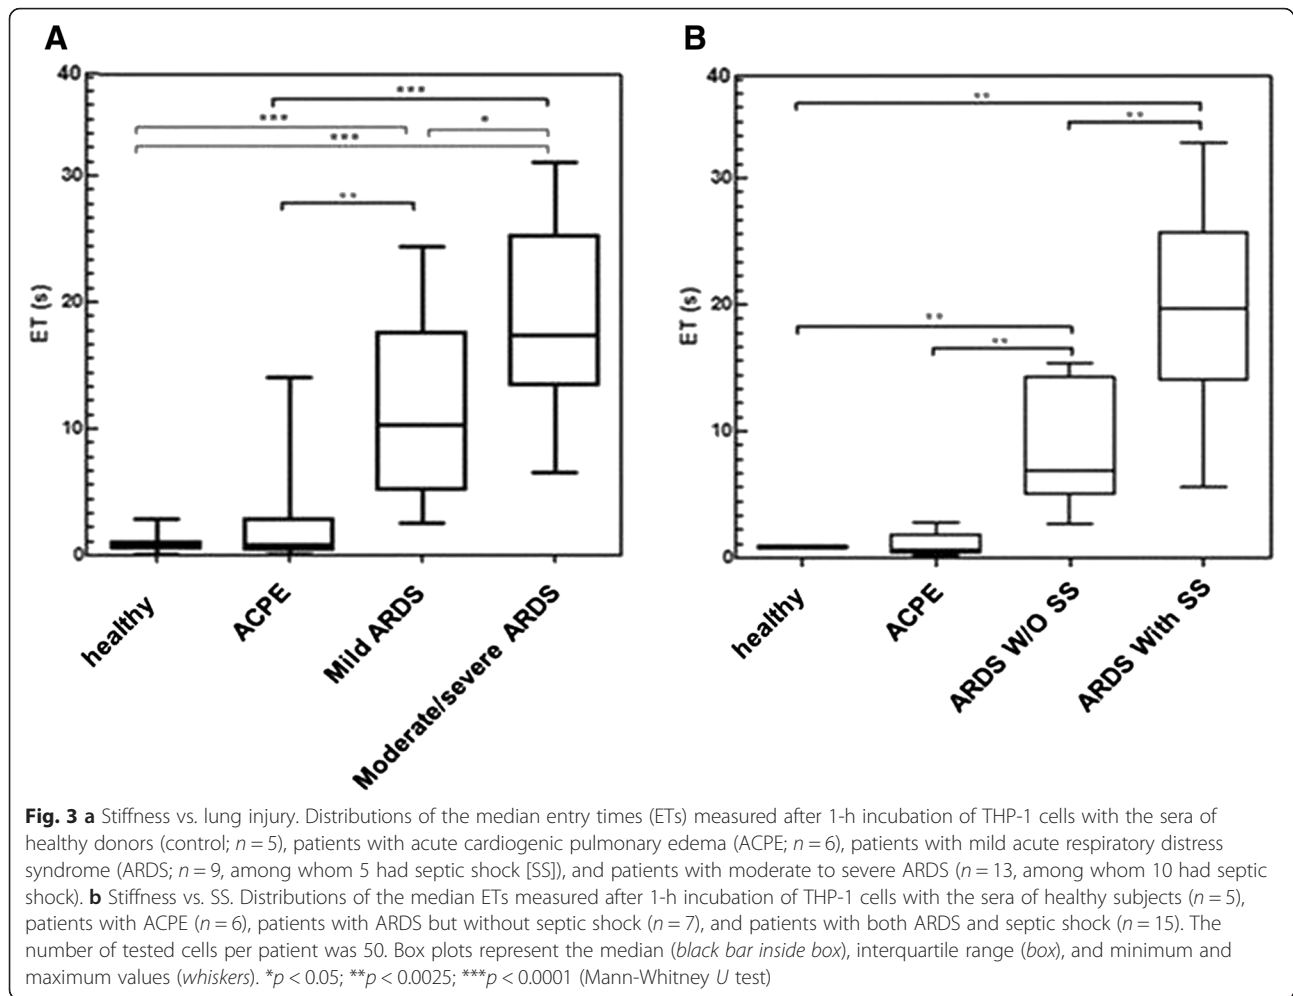 A
B
40
30
20
10
0
ET (s)
***
***
*
***
**
healthy
ACPE
Mild ARDS
Moderate/severe ARDS
40
30
20
10
0
ET (s)
**
**
**
**
healthy
ACPE
ARDS W/O SS
ARDS With SS
Fig. 3 a Stiffness vs. lung injury. Distributions of the median entry times (ETs) measured after 1-h incubation of THP-1 cells with the sera of
healthy donors (control; n = 5), patients with acute cardiogenic pulmonary edema (ACPE; n = 6), patients with mild acute respiratory distress
syndrome (ARDS; n = 9, among whom 5 had septic shock [SS]), and patients with moderate to severe ARDS (n = 13, among whom 10 had septic
shock). b Stiffness vs. SS. Distributions of the median ETs measured after 1-h incubation of THP-1 cells with the sera of healthy subjects (n = 5),
patients with ACPE (n = 6), patients with ARDS but without septic shock (n = 7), and patients with both ARDS and septic shock (n = 15). The
number of tested cells per patient was 50. Box plots represent the median (black bar inside box), interquartile range (box), and minimum and
maximum values (whiskers). *p < 0.05; **p < 0.0025; ***p < 0.0001 (Mann-Whitney U test)